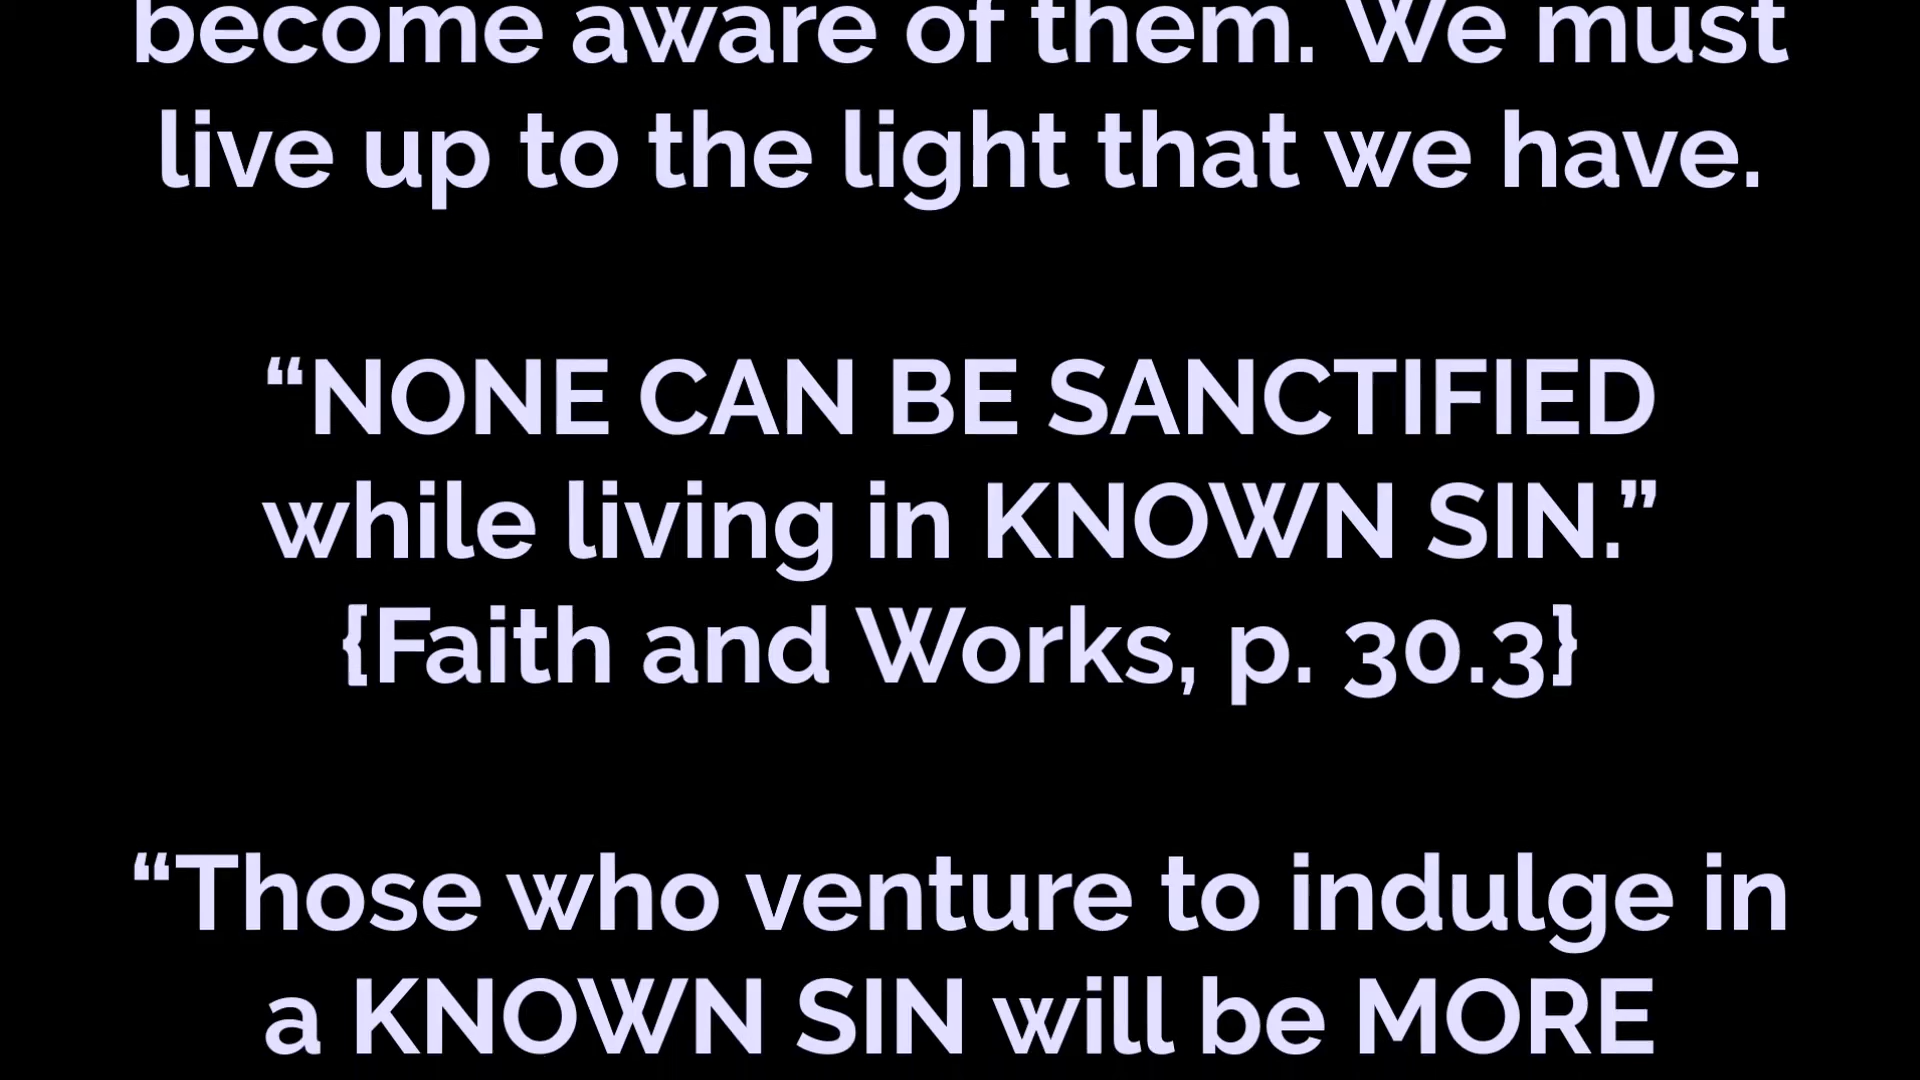 become aware of them. We must
live up to the light that we have.
“NONE CAN BE SANCTIFIED
while living in KNOWN SIN.”
{Faith and Works, p. 30.3}
“Those who venture to indulge in
a KNOWN SIN will be MORE